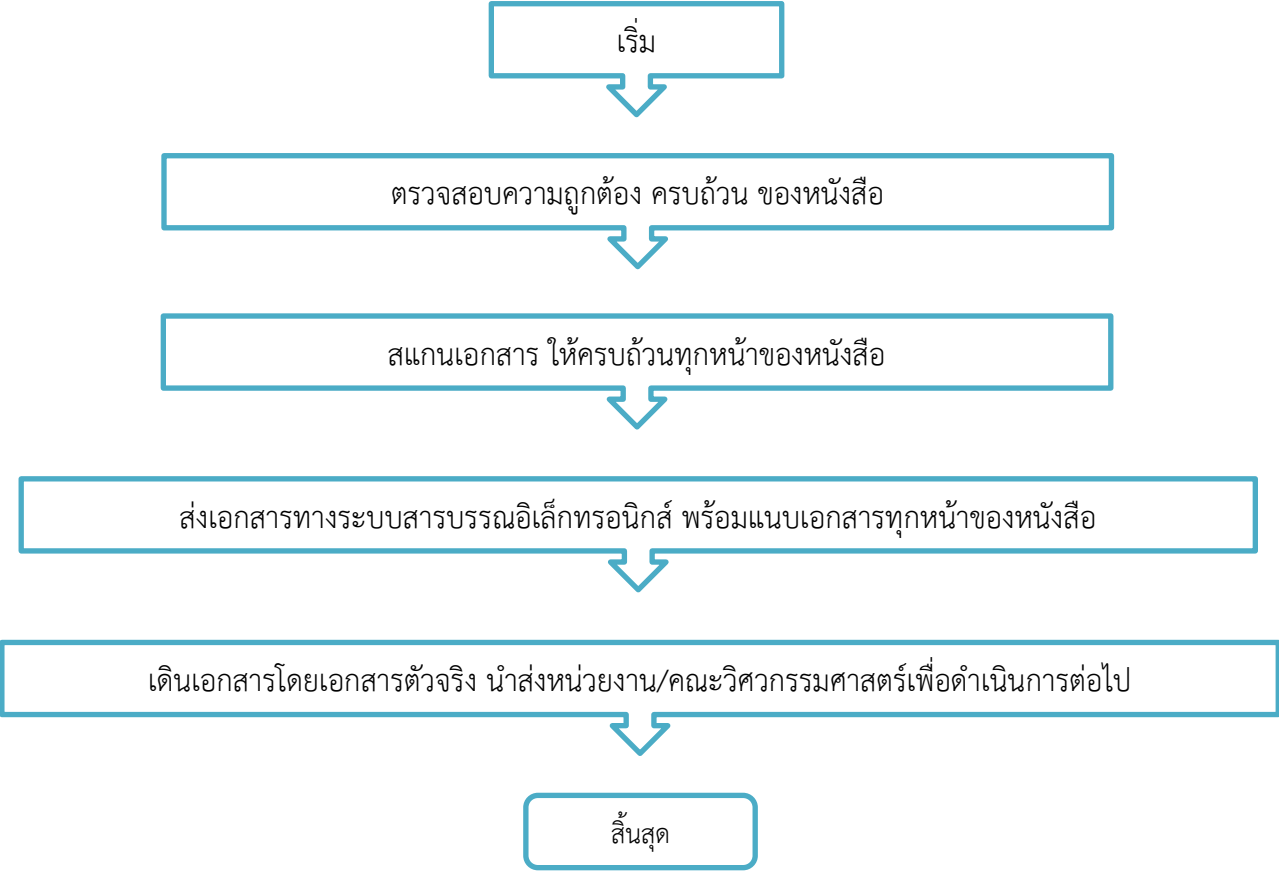 เริ่ม
ตรวจสอบความถูกต้อง ครบถ้วน ของหนังสือ
สแกนเอกสาร ให้ครบถ้วนทุกหน้าของหนังสือ
ส่งเอกสารทางระบบสารบรรณอิเล็กทรอนิกส์ พร้อมแนบเอกสารทุกหน้าของหนังสือ
เดินเอกสารโดยเอกสารตัวจริง นำส่งหน่วยงาน/คณะวิศวกรรมศาสตร์เพื่อดำเนินการต่อไป
สิ้นสุด